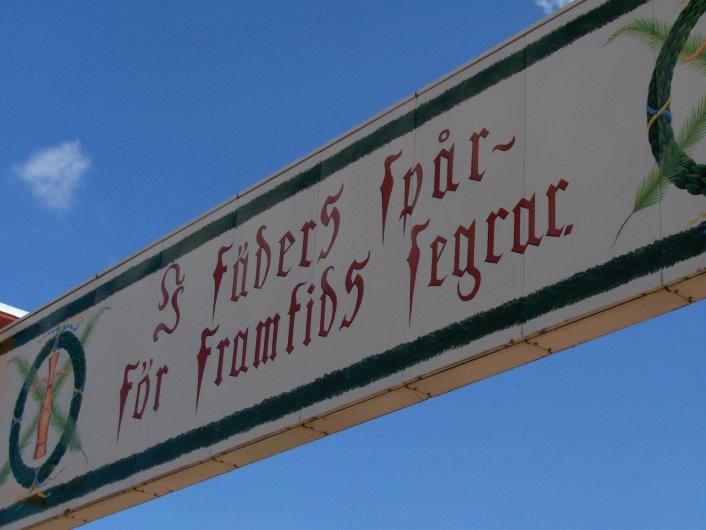 I fäders spår-
för framtids segrar.